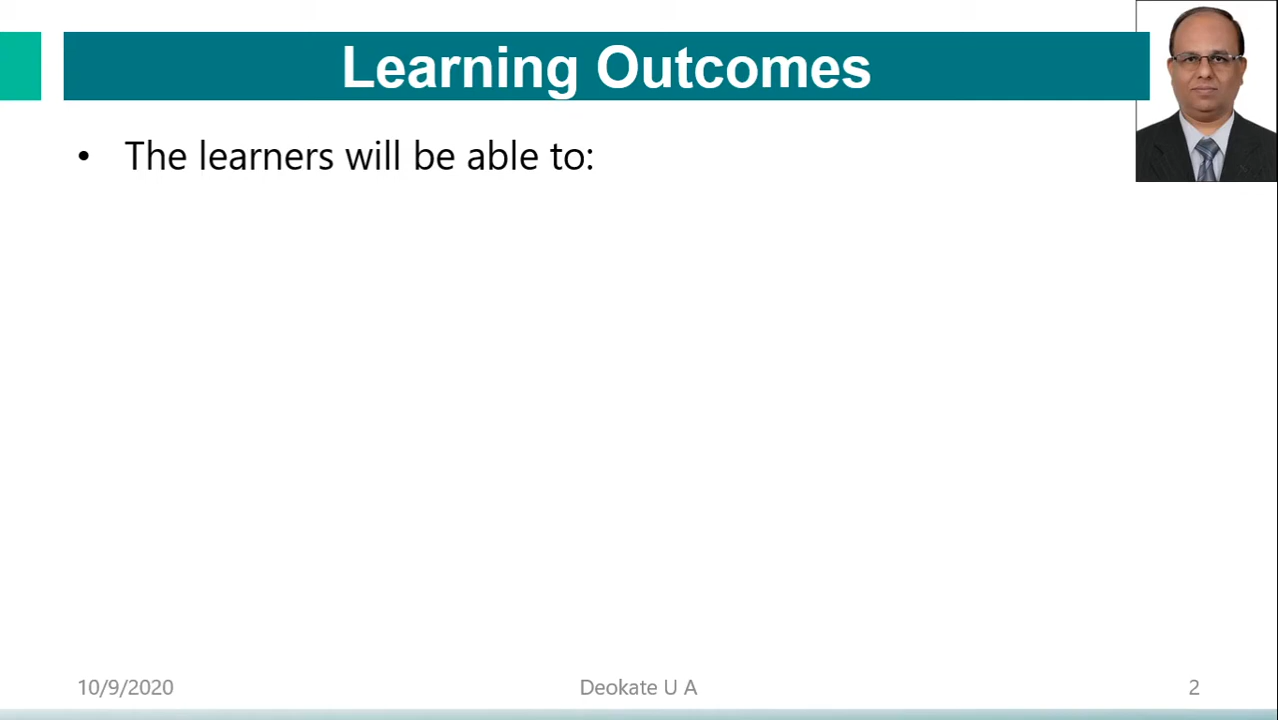 Learning Outcomes
• The learners will be able to:
10/9/2020
Deokate U A
2